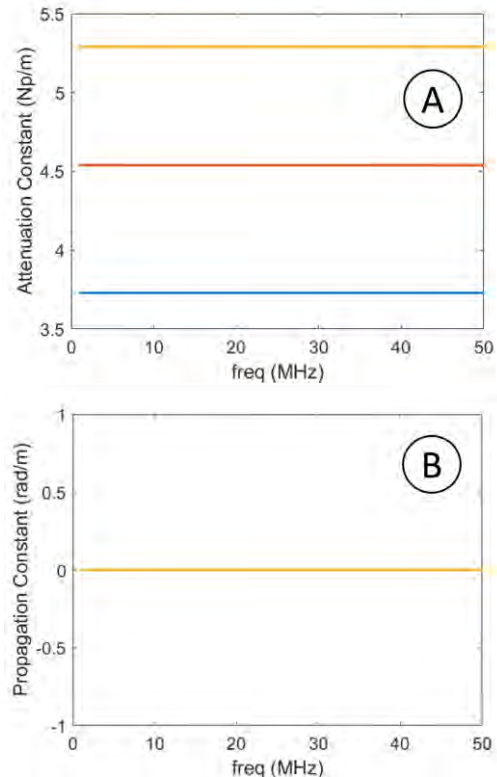 5.5
A
5
4.5
4
3.5
Attenuation Constant (Np/m)
0 10 20 30 40 50
freq (MHz)
1
B
0.5
0
-0.5
-1
Propagation Constant (rad/m)
0 10 20 30 40 50
freq (MHz)